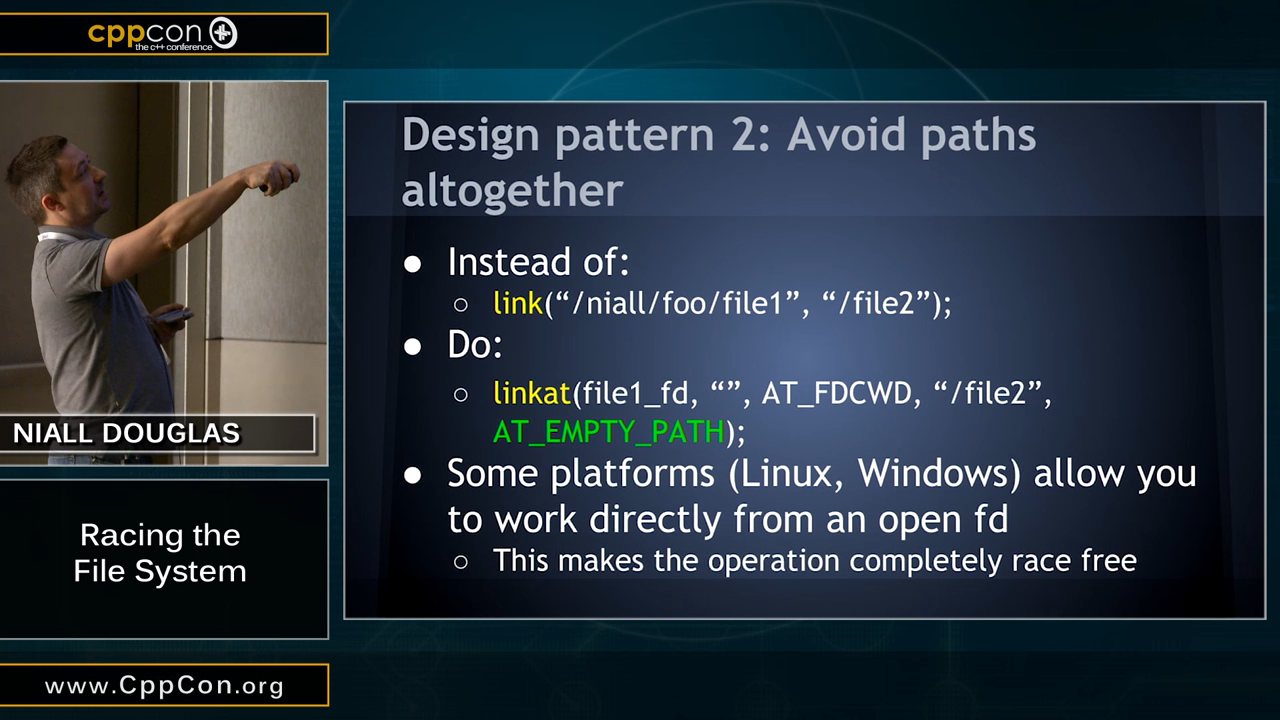 cppcon
the c++ conference
Design pattern 2: Avoid paths
altogether
● Instead of:
○ link(“/niall/foo/file1”, “/file2”);
● Do:
○ linkat(file1_fd, “”, AT_FDCWD, “/file2”,
AT_EMPTY_PATH);
● Some platforms (Linux, Windows) allow you
to work directly from an open fd
○ This makes the operation completely race free
NIALL DOUGLAS
Racing the
File System
www.CppCon.org